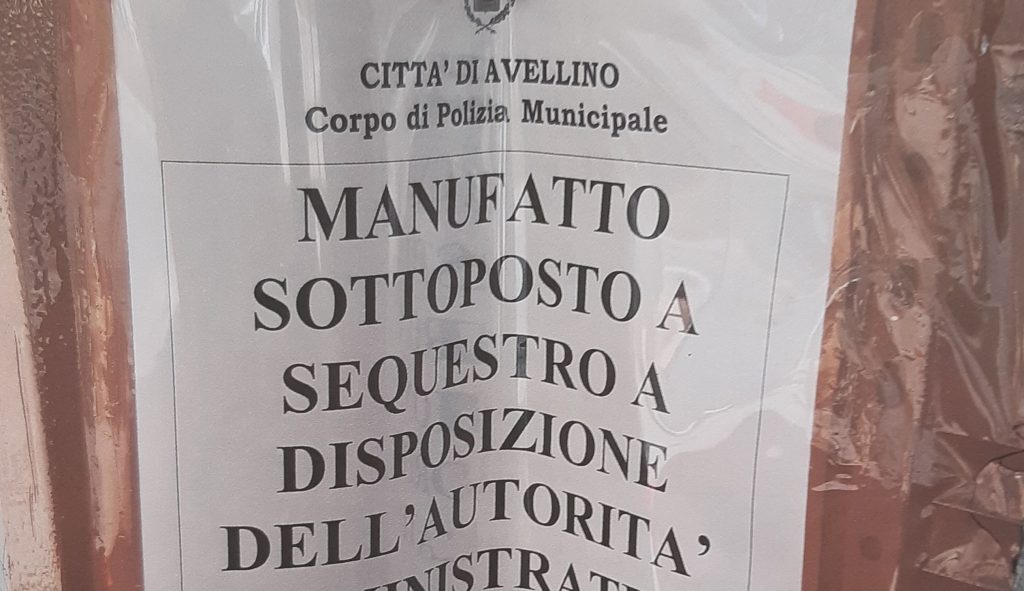 CITTA' DI AVELLINO
Corpo di Polizia Municipale
MANUFATTO
SOTTOPOSTO A
SEQUESTRO A
DISPOSIZIONE
DELL'AUTORITA'